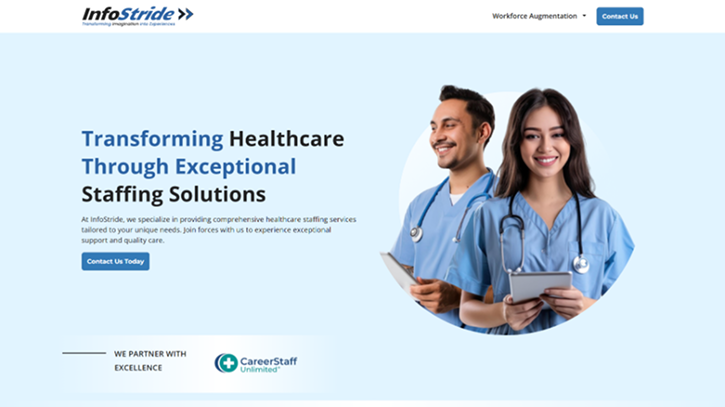 InfoStride
Transforming Imagination into Experiences
Workforce Augmentation
Contact Us
Transforming Healthcare
Through Exceptional
Staffing Solutions
At InfoStride, we specialize in providing comprehensive healthcare staffing services
tailored to your unique needs. Join forces with us to experience exceptional
support and quality care.
Contact Us Today
WE PARTNER WITH
EXCELLENCE
CareerStaff
Unlimited